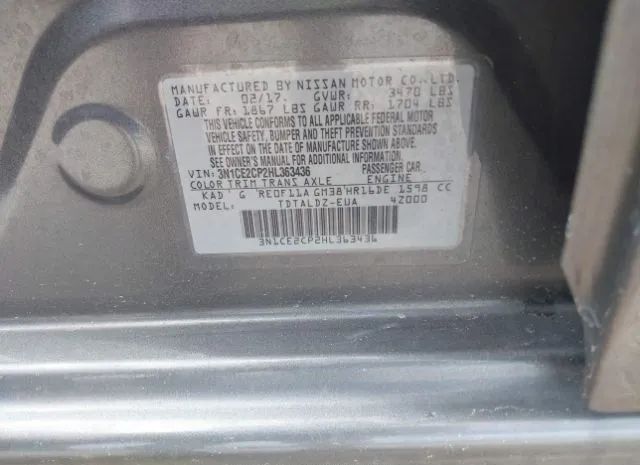 MANUFACTURED BY NISSAN MOTOR CO., LTD.
DATE: 02/17. GVWR: 3470 LBS
GAWR FR: 1867 LBS GAWR RR: 1704 LBS
THIS VEHICLE CONFORMS TO ALL APPLICABLE FEDERAL MOTOR
VEHICLE SAFETY, BUMPER AND THEFT PREVENTION STANDARDS
IN EFFECT ON THE DATE OF MANUFACTURE SHOWN ABOVE.
SEE OWNER'S MANUAL FOR ADDITIONAL INFORMATION.
VIN: 3N1CE2CP2HL363436 PASSENGER CAR
COLOR TRIM TRANS AXLE ENGINE
KAD G RE0F11A GM38 HR16DE 1598 CC
MODEL: TDTALDZ-EUA 42000
3N1CE2CP2HL363436